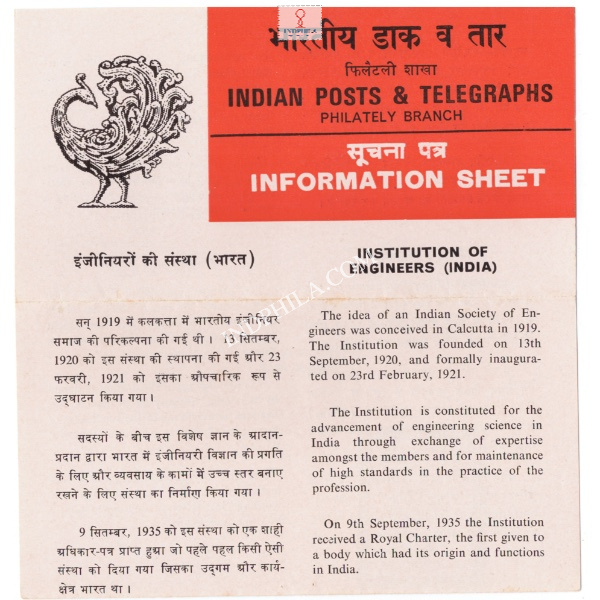 भारतीय डाक व तार
फिलैटली शाखा
INDIAN POSTS & TELEGRAPHS
PHILATELY BRANCH
सूचना पत्र
INFORMATION SHEET
इंजीनियरों की संस्था (भारत)
सन् 1919 में कलकत्ता में भारतीय इंजीनियर
समाज की परिकल्पना की गई थी। 13 सितम्बर,
1920 को इस संस्था की स्थापना की गई और 23
फरवरी, 1921 को इसका औपचारिक रूप से
उद्घाटन किया गया।
सदस्यों के बीच इस विशेष ज्ञान के आदान-
प्रदान द्वारा भारत में इंजीनियरी विज्ञान की प्रगति
के लिए और व्यवसाय के कामों में उच्च स्तर बनाए
रखने के लिए संस्था का निर्माण किया गया।
9 सितम्बर, 1935 को इस संस्था को एक शाही
अधिकार-पत्र प्राप्त हुआ जो पहले पहल किसी ऐसी
संस्था को दिया गया जिसका उद्गम और कार्य-
क्षेत्र भारत था।
INSTITUTION OF
ENGINEERS (INDIA)
The idea of an Indian Society of En-
gineers was conceived in Calcutta in 1919.
The Institution was founded on 13th
September, 1920, and formally inaugura-
ted on 23rd February, 1921.
The Institution is constituted for the
advancement of engineering science in
India through exchange of expertise
amongst the members and for maintenance
of high standards in the practice of the
profession.
On 9th September, 1935 the Institution
received a Royal Charter, the first given to
a body which had its origin and functions
in India.
INDPHILA.COM